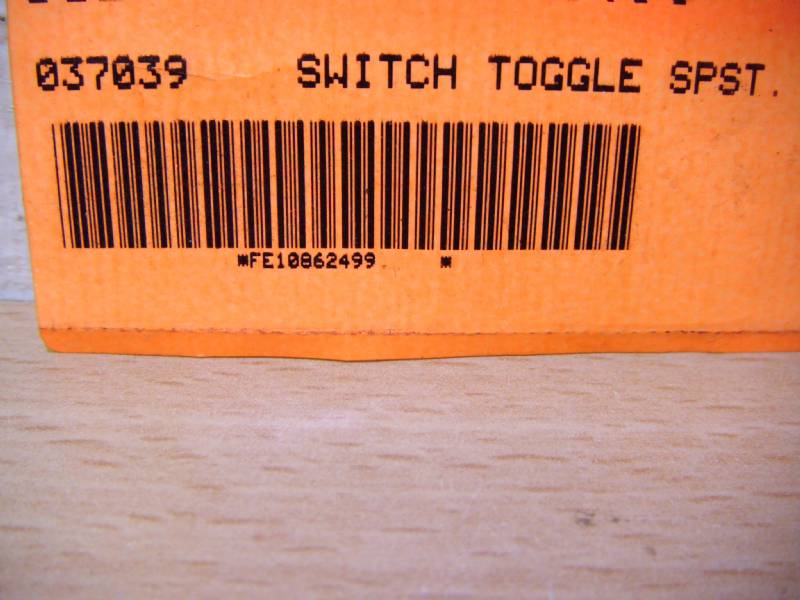 037039 SWITCH TOGGLE SPST.
*FE10862499 *